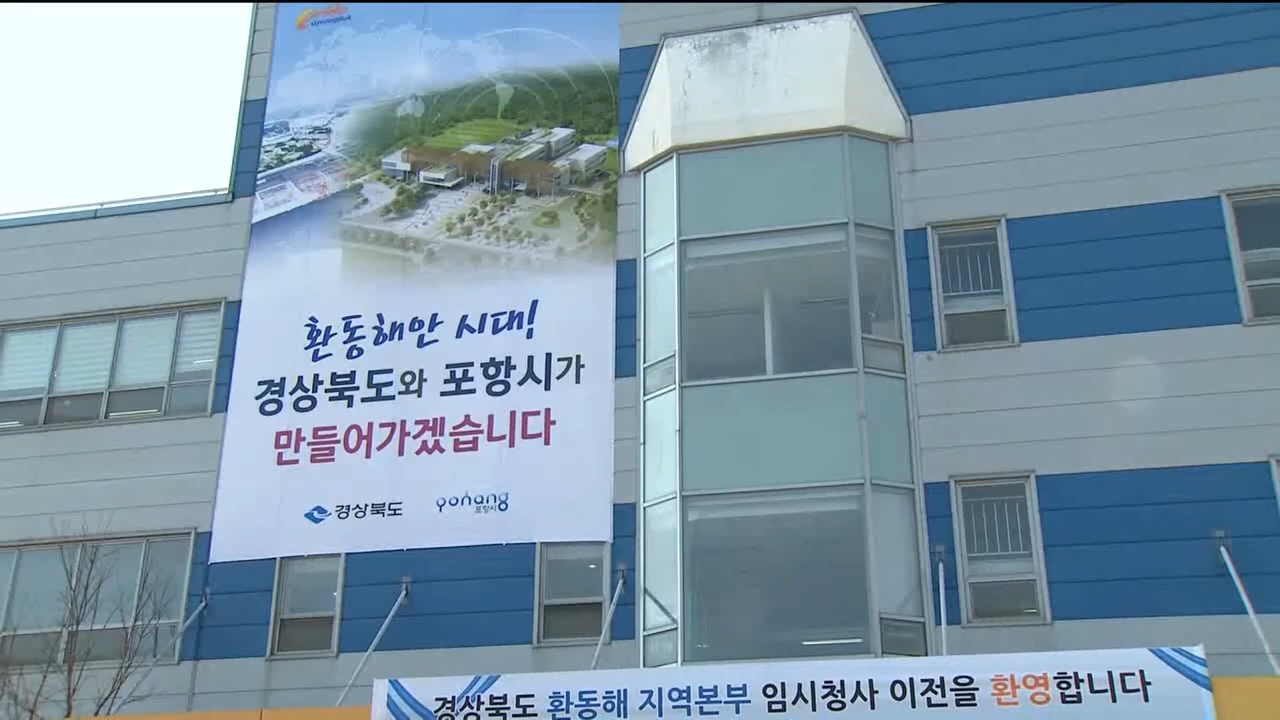 환동해안 시대!
경상북도와 포항시가
만들어가겠습니다
경상북도
pohang
포항시
경상북도 환동해 지역본부 임시청사 이전을 환영합니다